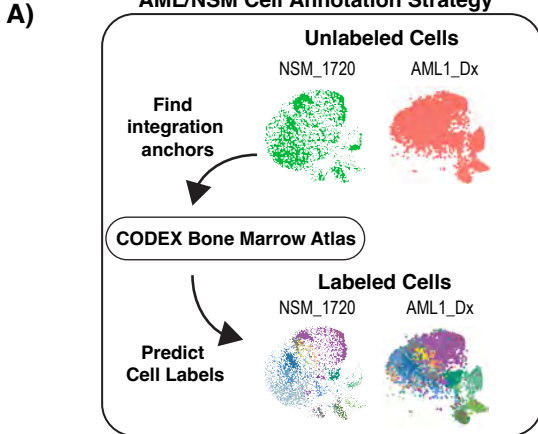 A)
AML/NSM Cell Annotation Strategy
Unlabeled Cells
NSM_1720 AML1_Dx
Find
integration
anchors
CODEX Bone Marrow Atlas
Labeled Cells
NSM_1720 AML1_Dx
Predict
Cell Labels